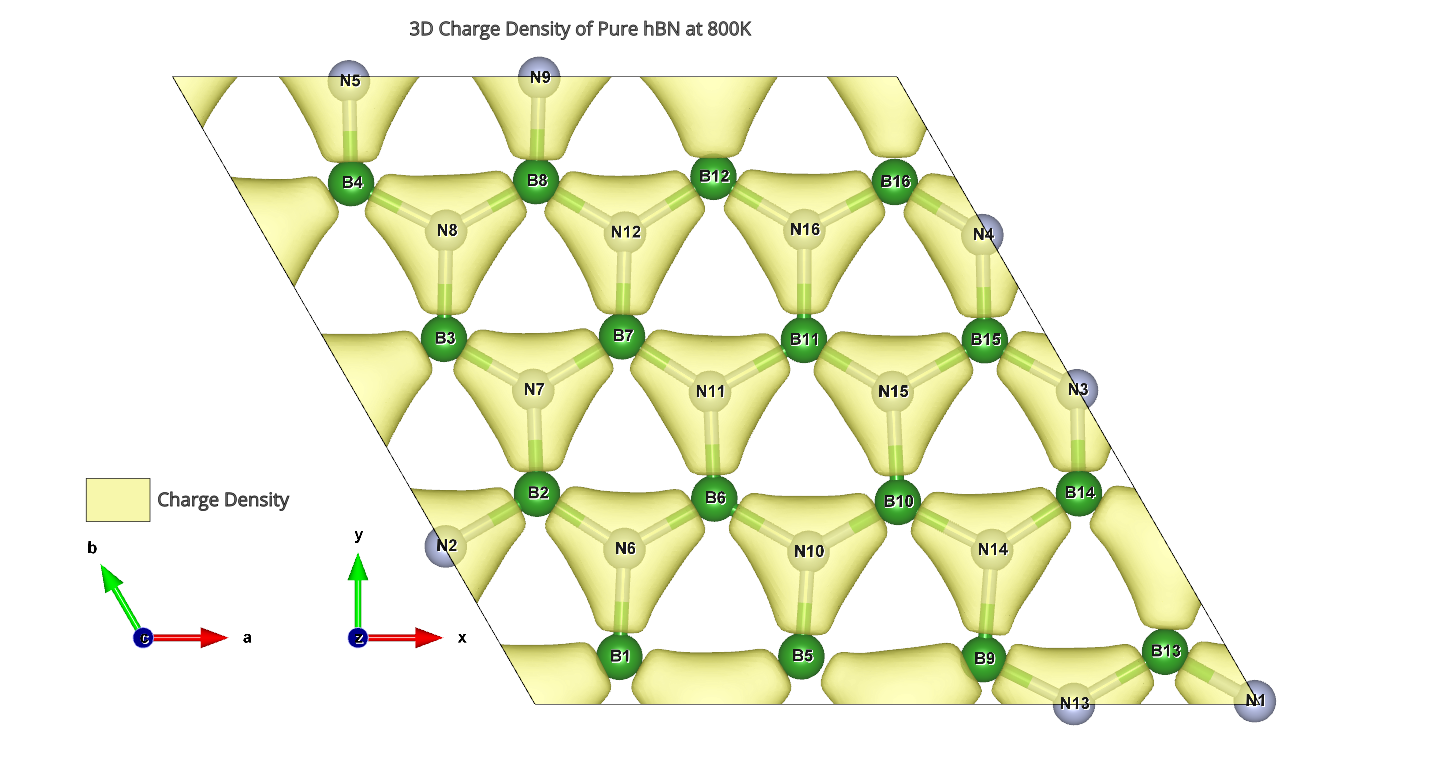 3D Charge Density of Pure hBN at 800K
N5 N9
B4 B8 B12 B16
N8 N12 N16 N4
B3 B7 B11 B15
N7 N11 N15 N3
B2 B6 B10 B14
Charge Density
N2 N6 N10 N14
b y
c a z x
B1 B5 B9 B13
N13 N1